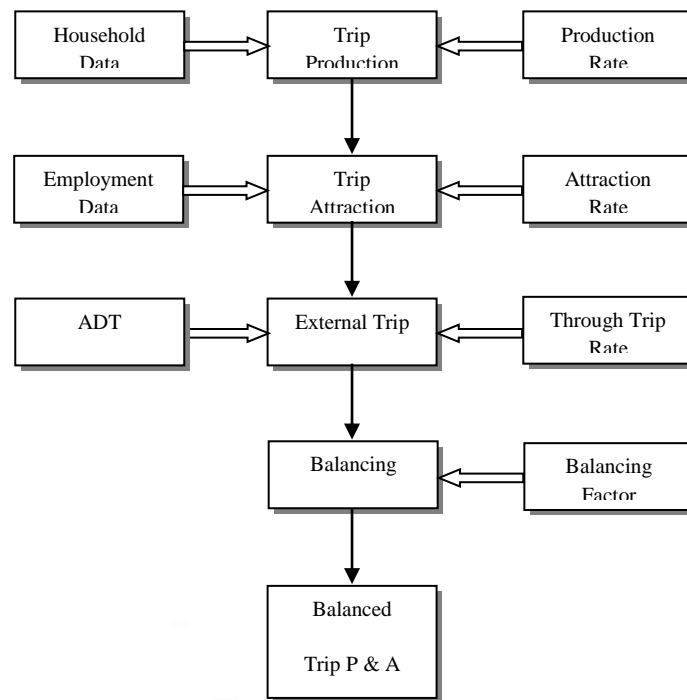 Household
Data
Trip
Production
Production
Rate
Employment
Data
Trip
Attraction
Attraction
Rate
ADT
External Trip
Through Trip
Rate
Balancing
Balancing
Factor
Balanced
Trip P & A